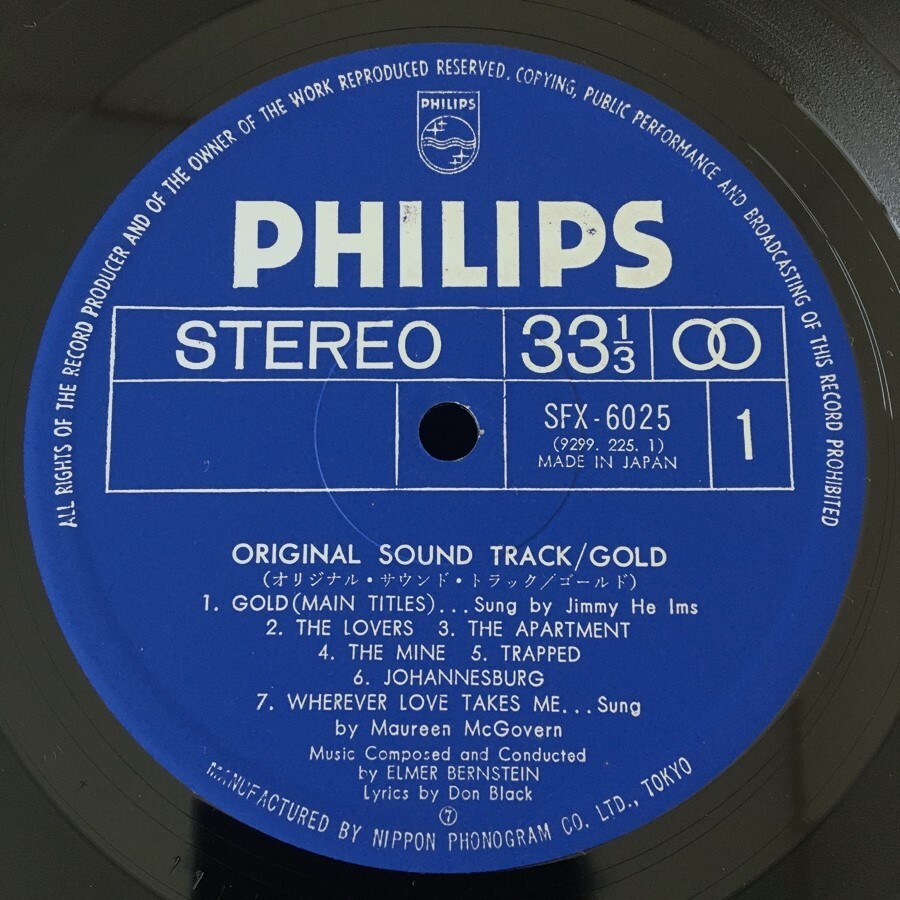 ALL RIGHTS OF THE RECORD PRODUCER AND OF THE OWNER OF THE WORK REPRODUCED RESERVED. COPYING, PUBLIC PERFORMANCE AND BROADCASTING OF THIS RECORD PROHIBITED
PHILIPS
PHILIPS
STEREO 33 1/3
SFX-6025 1
(9299. 225. 1)
MADE IN JAPAN
ORIGINAL SOUND TRACK/GOLD
(オリジナル・サウンド・トラック/ゴールド)
1. GOLD(MAIN TITLES)...Sung by Jimmy He lms
2. THE LOVERS 3. THE APARTMENT
4. THE MINE 5. TRAPPED
6. JOHANNESBURG
7. WHEREVER LOVE TAKES ME...Sung
by Maureen McGovern
Music Composed and Conducted
by ELMER BERNSTEIN
Lyrics by Don Black
⑦
MANUFACTURED BY NIPPON PHONOGRAM CO. LTD., TOKYO